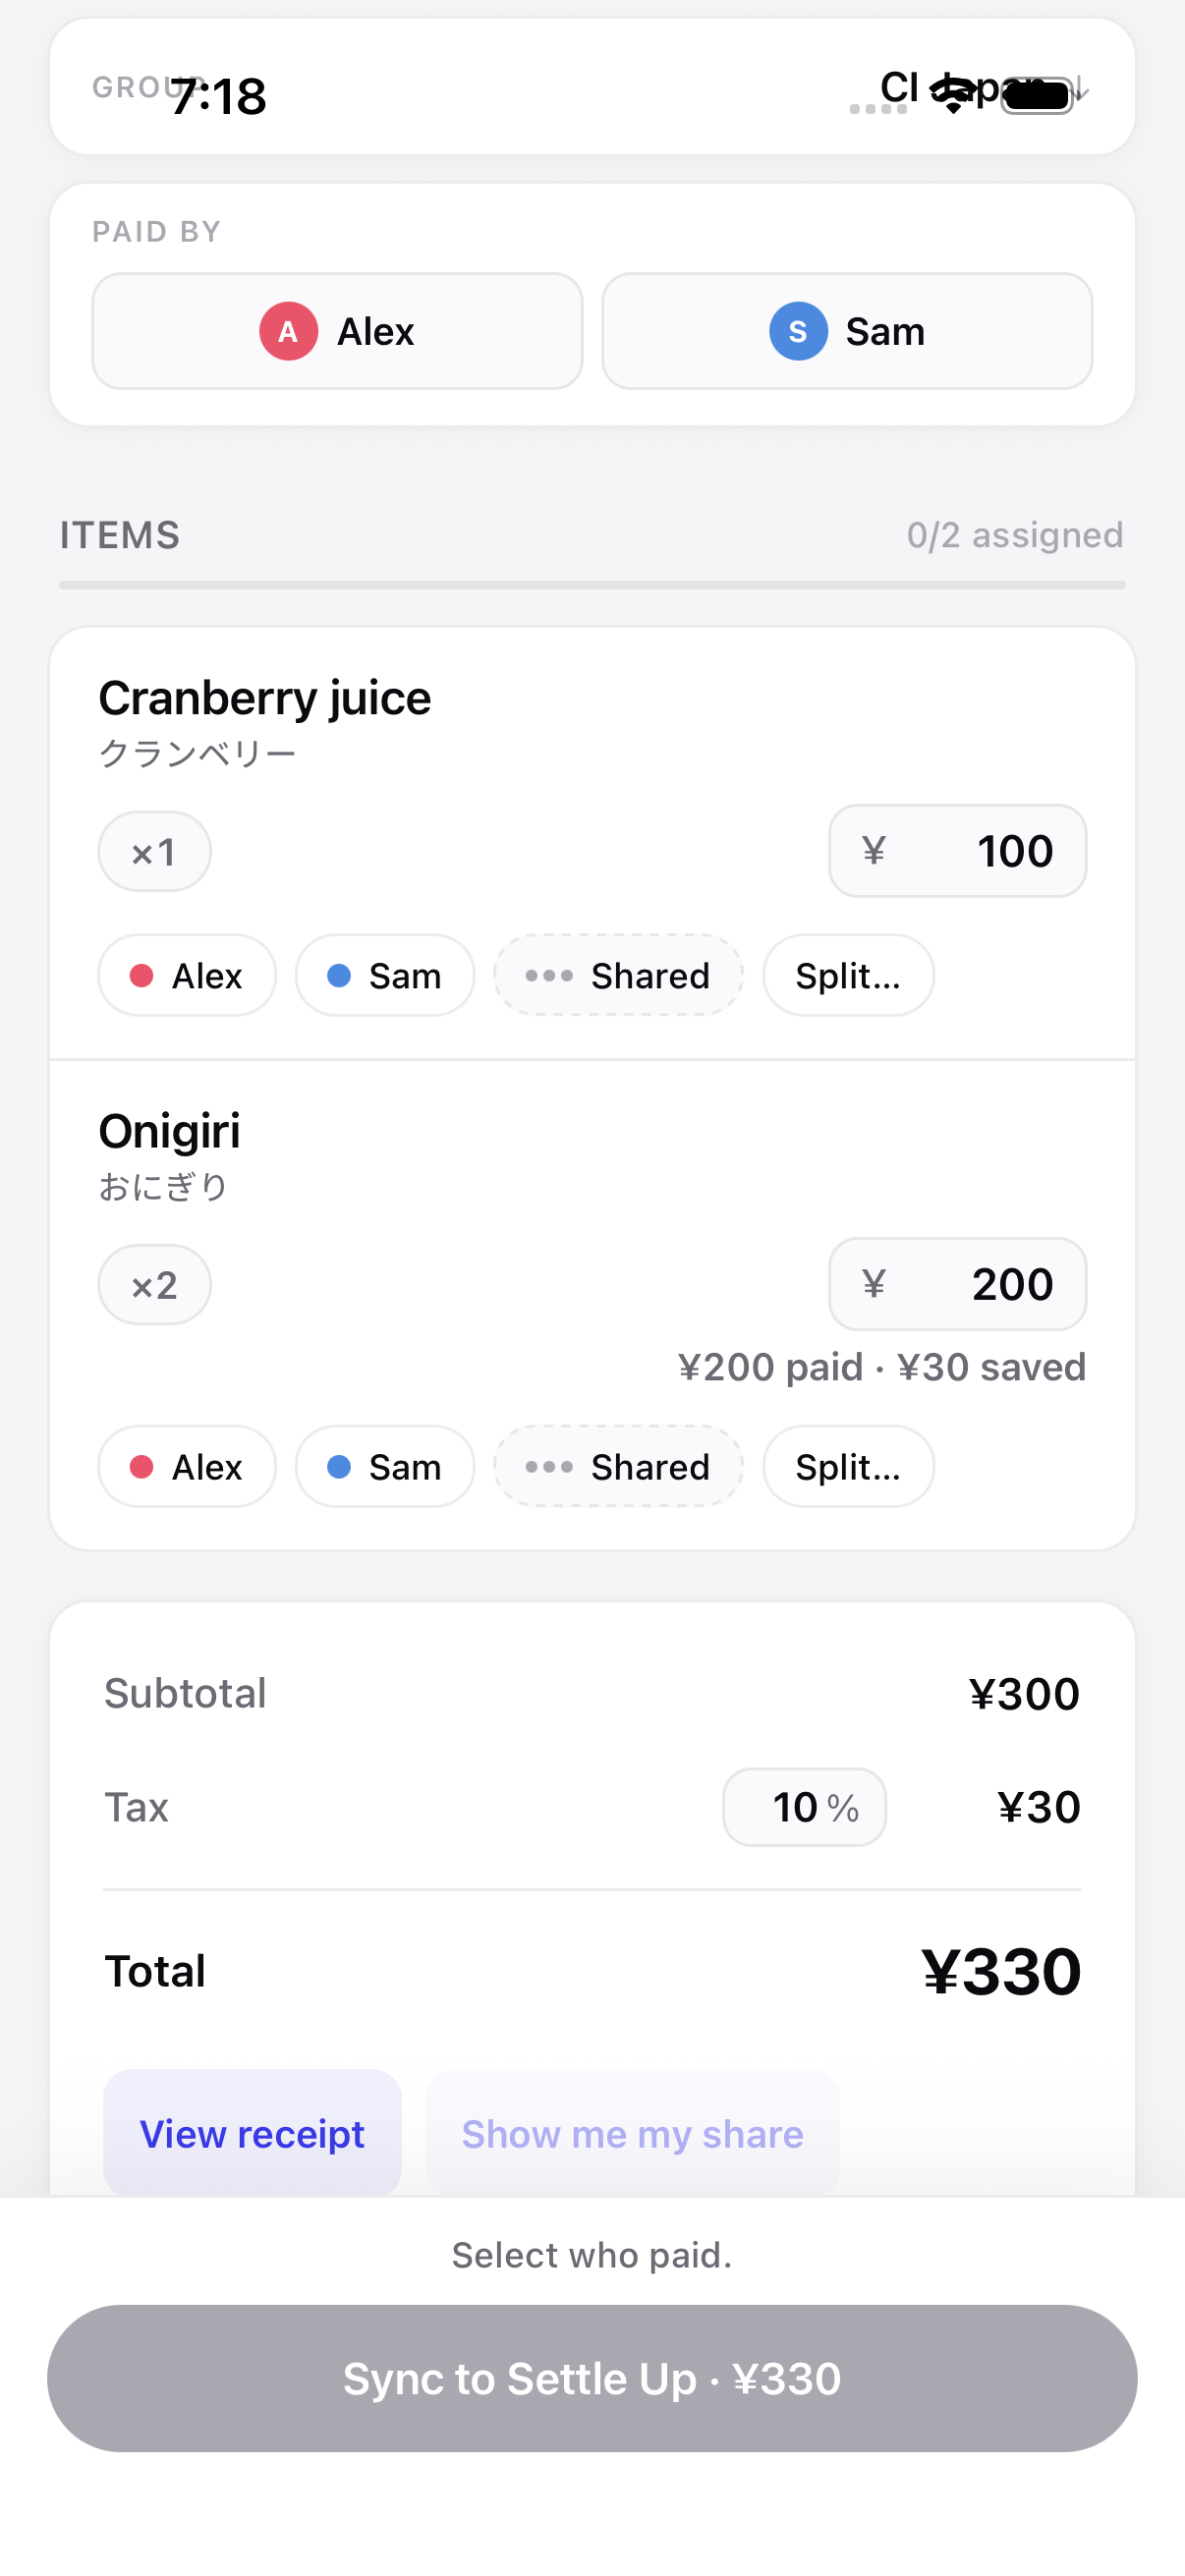 GROUP
7:18
CI Japan ↓
PAID BY
A Alex
S Sam
ITEMS
0/2 assigned
Cranberry juice
クランベリー
×1
¥ 100
Alex
Sam
Shared
Split...
Onigiri
おにぎり
×2
¥ 200
¥200 paid · ¥30 saved
Alex
Sam
Shared
Split...
Subtotal
¥300
Tax
10 %
¥30
Total
¥330
View receipt
Show me my share
Select who paid.
Sync to Settle Up · ¥330